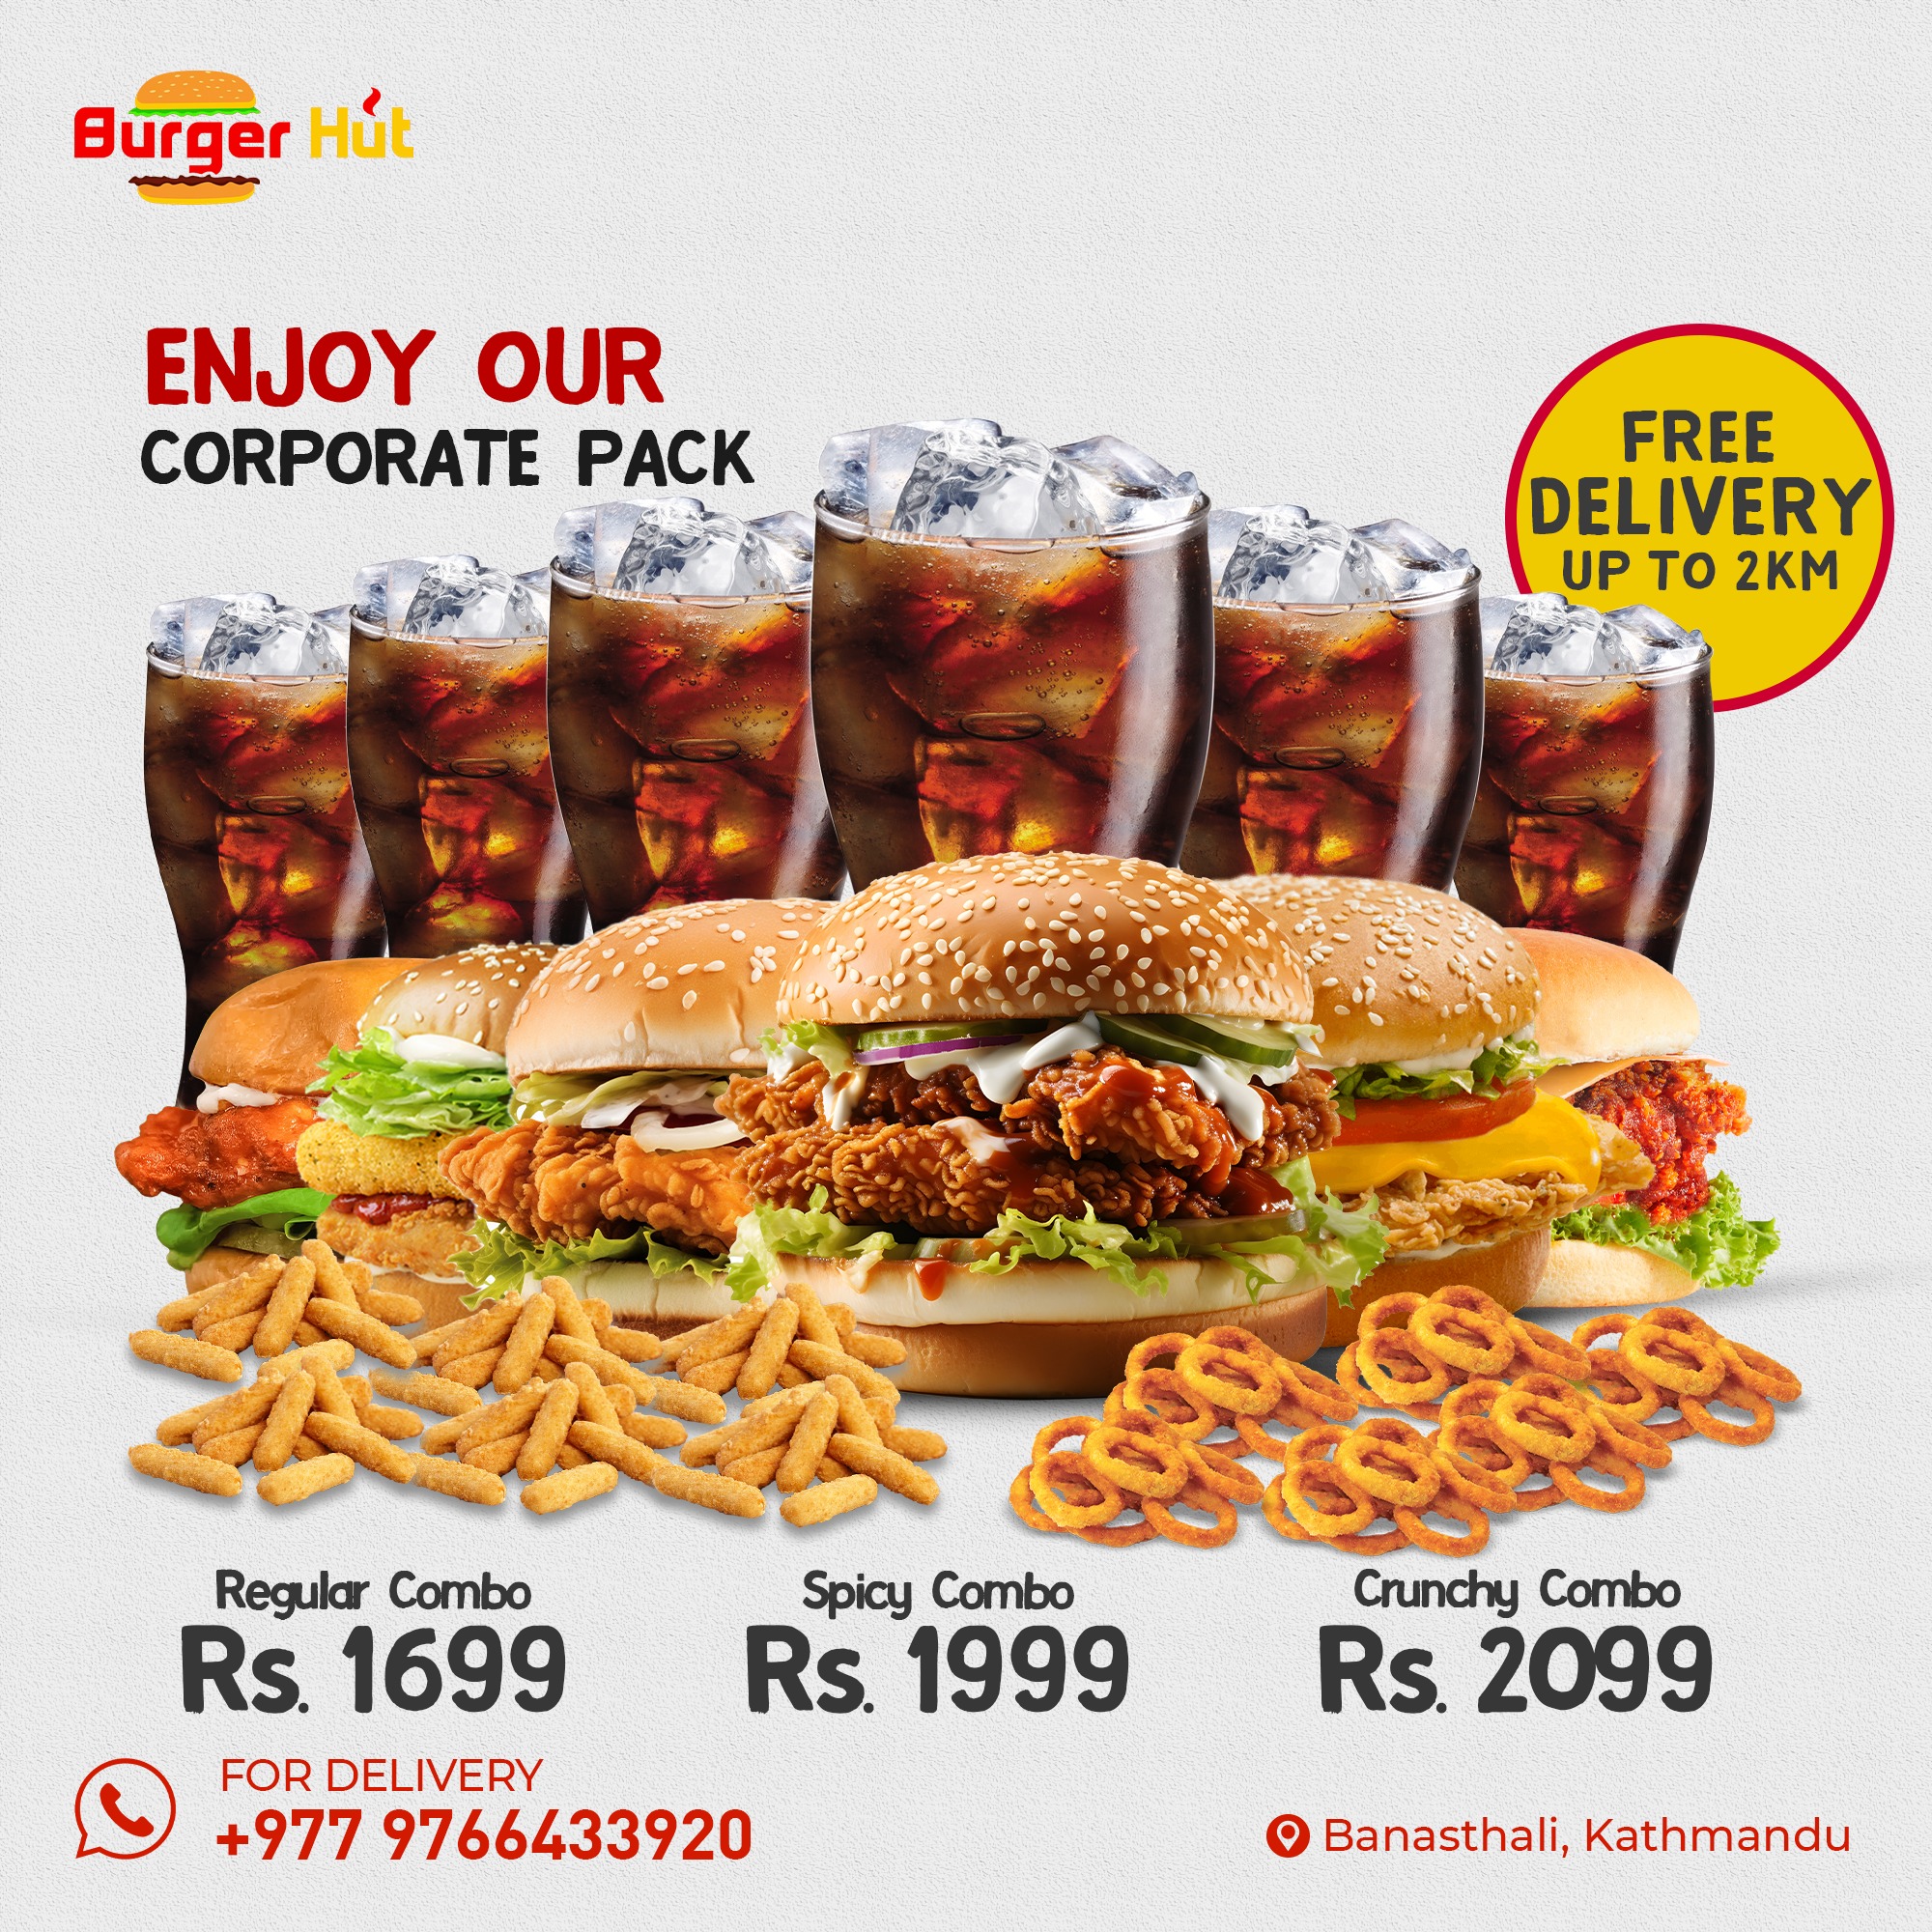 Burger Hut
ENJOY OUR
CORPORATE PACK
FREE
DELIVERY
UP TO 2KM
Regular Combo
Rs. 1699
Spicy Combo
Rs. 1999
Crunchy Combo
Rs. 2099
FOR DELIVERY
+977 9766433920
Banasthali, Kathmandu